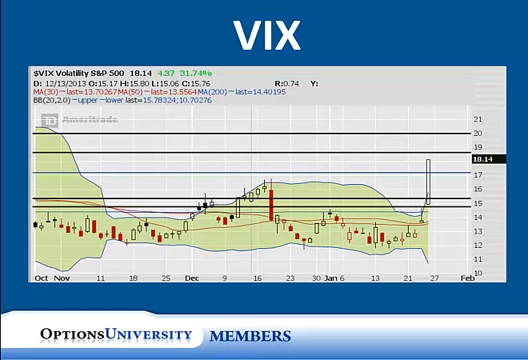 VIX
$VIX Volatility S&P 500 18.14 4.37 31.74%
D: 12/13/2013 O:15.17 H:15.80 L:15.06 C:15.76 R:0.74 Y:
MA(30) —last=13.70267MA(50) —last=13.5564MA(200) —last=14.40195
BB(20,2.0)—upper —lower last=15.78324;10.70276
TD Ameritrade
21
20
19
18.14
17
16
15
14
13
12
11
10
Oct Nov 11 18 25 Dec 9 16 23 30 Jan 6 13 21 27 Feb
OPTIONSUNIVERSITY MEMBERS